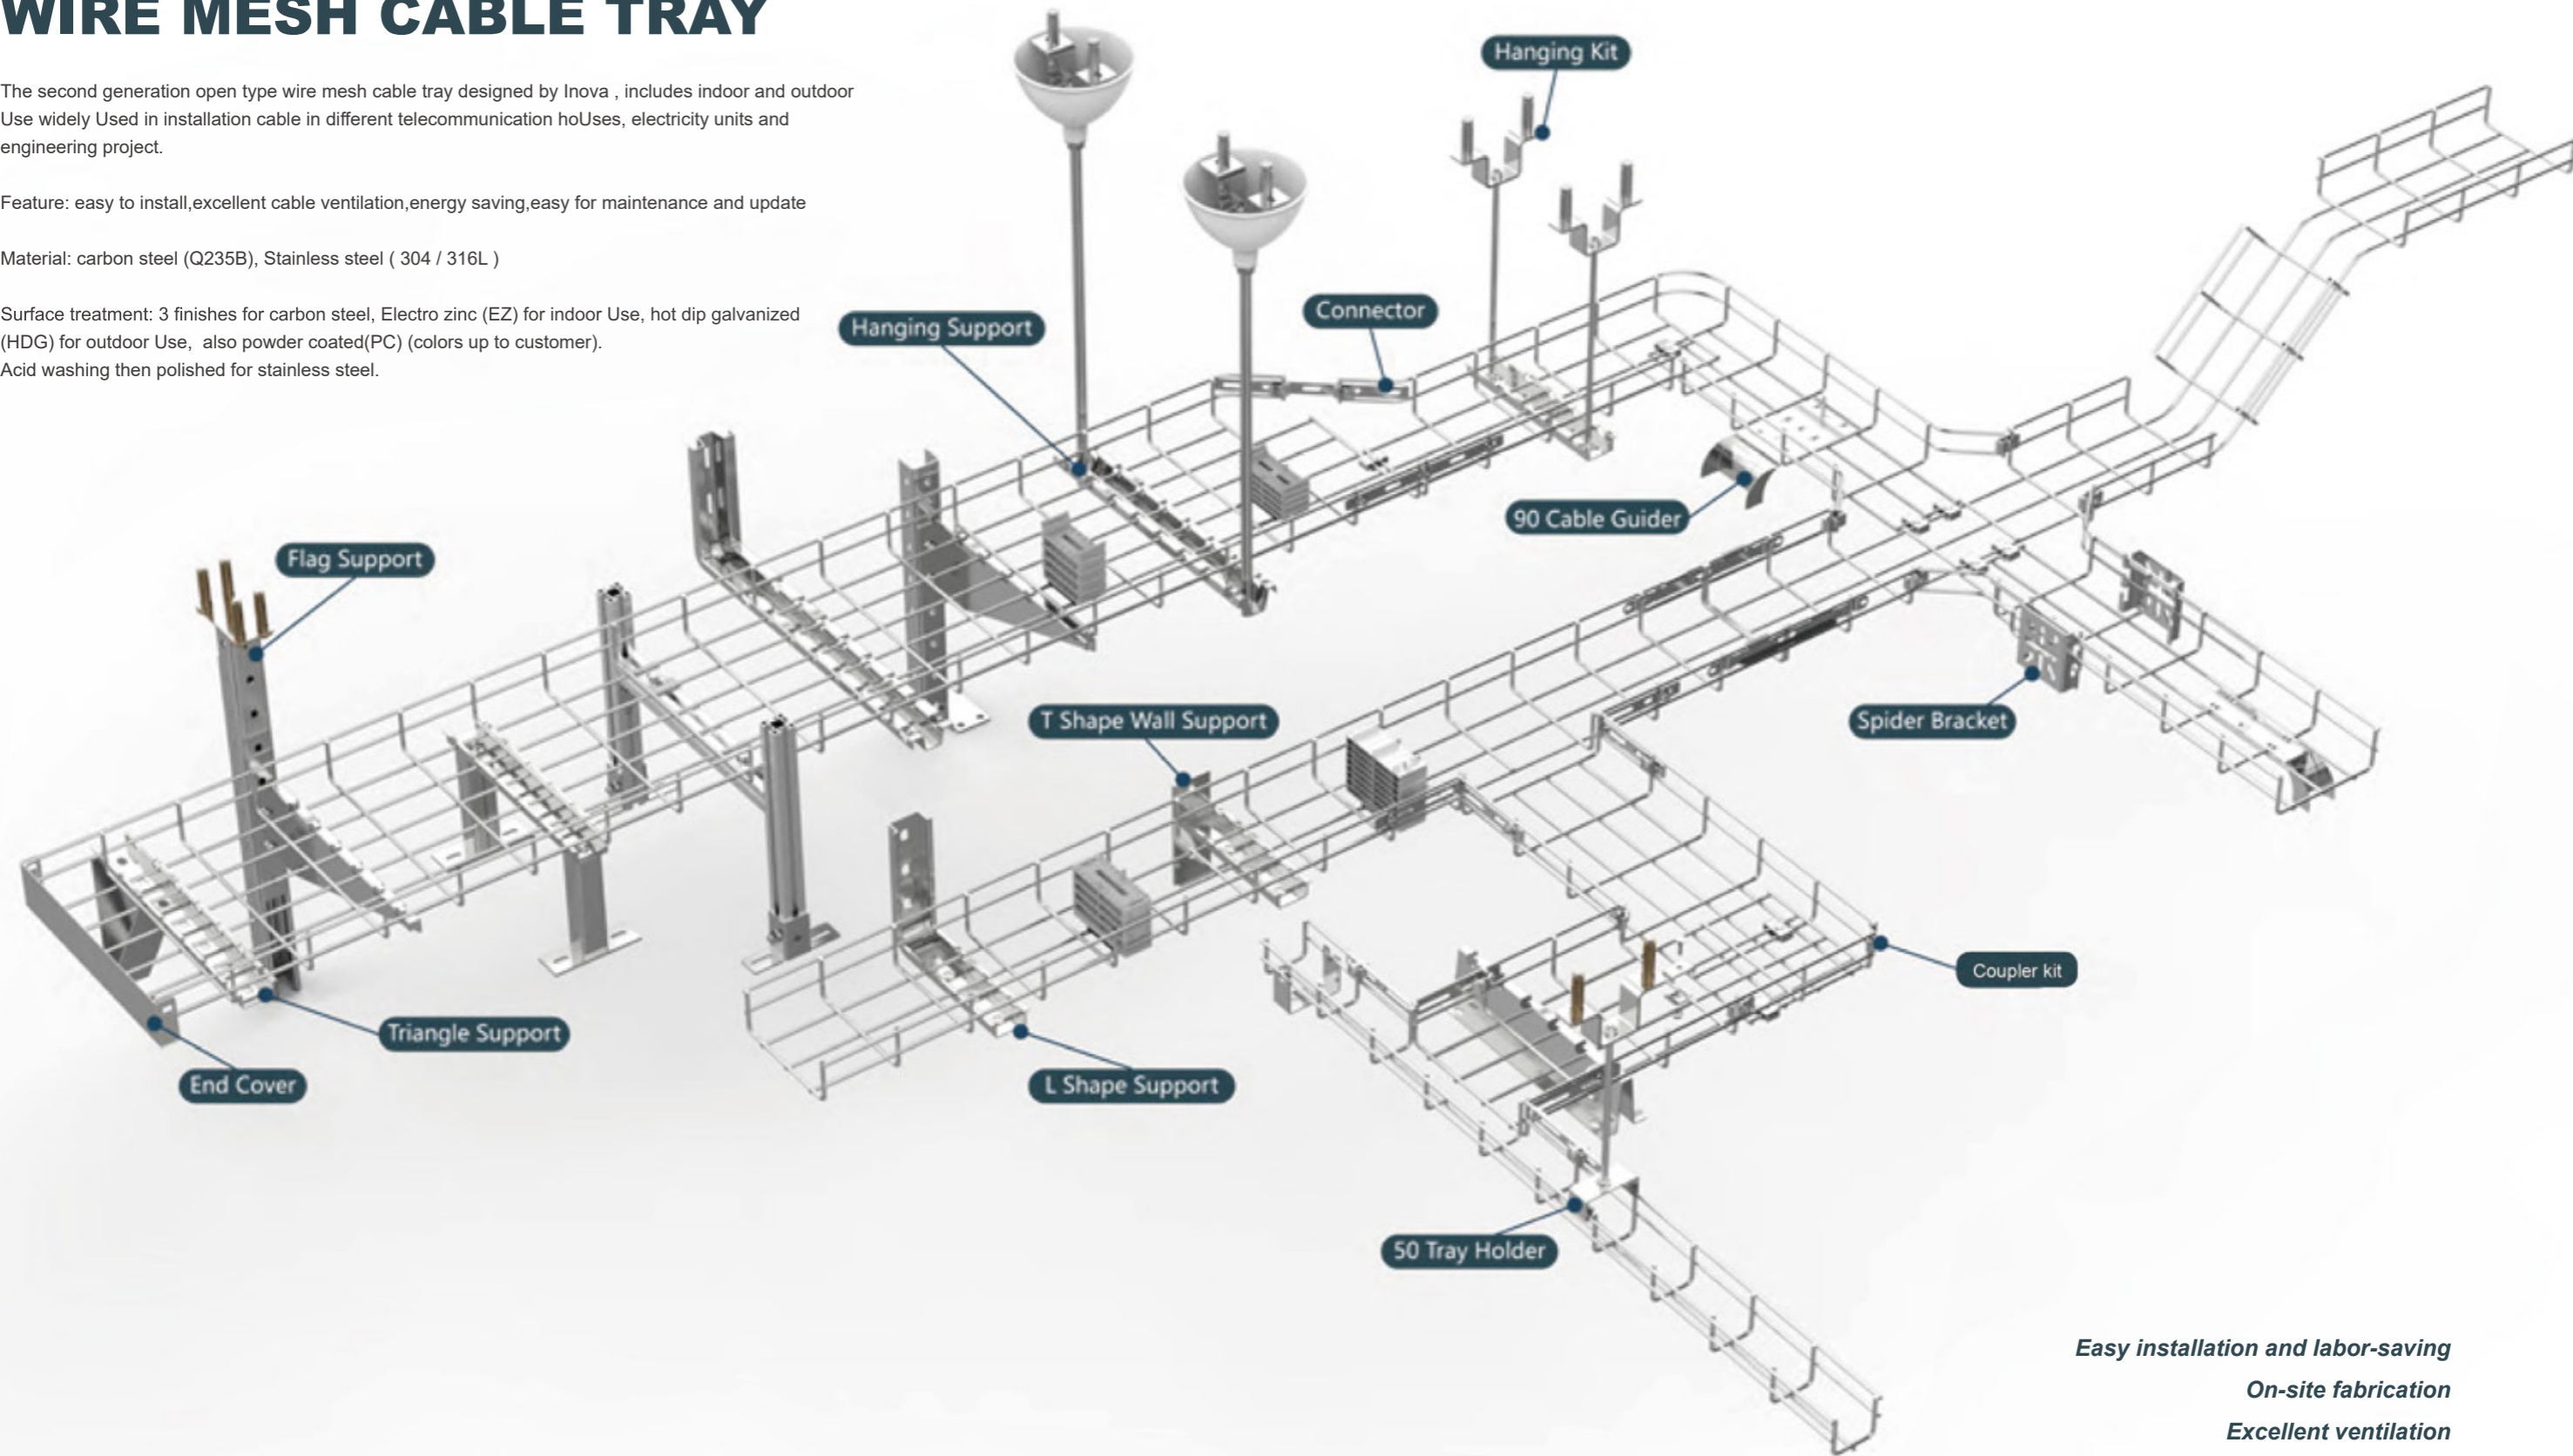 WIRE MESH CABLE TRAY
The second generation open type wire mesh cable tray designed by Inova , includes indoor and outdoor
Use widely Used in installation cable in different telecommunication hoUses, electricity units and
engineering project.
Feature: easy to install,excellent cable ventilation,energy saving,easy for maintenance and update
Material: carbon steel (Q235B), Stainless steel ( 304 / 316L )
Surface treatment: 3 finishes for carbon steel, Electro zinc (EZ) for indoor Use, hot dip galvanized
(HDG) for outdoor Use,  also powder coated(PC) (colors up to customer).
Acid washing then polished for stainless steel.
Hanging Kit
Connector
Hanging Support
90 Cable Guider
Flag Support
T Shape Wall Support
Spider Bracket
Coupler kit
Triangle Support
End Cover
L Shape Support
50 Tray Holder
Easy installation and labor-saving
On-site fabrication
Excellent ventilation